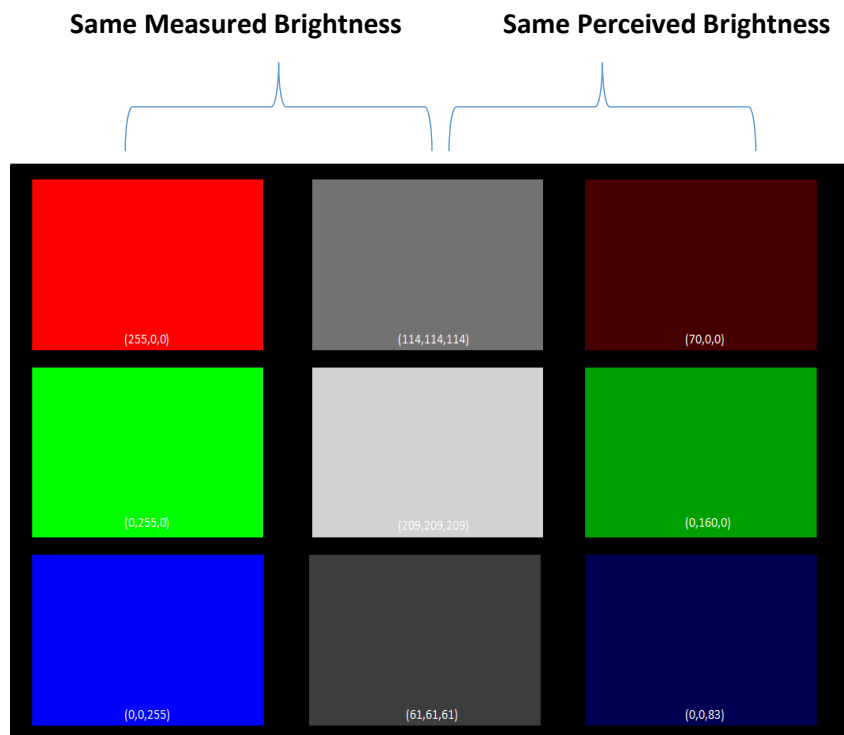 Same Measured Brightness Same Perceived Brightness
(255,0,0) (114,114,114) (70,0,0)
(0,255,0) (209,209,209) (0,160,0)
(0,0,255) (61,61,61) (0,0,83)